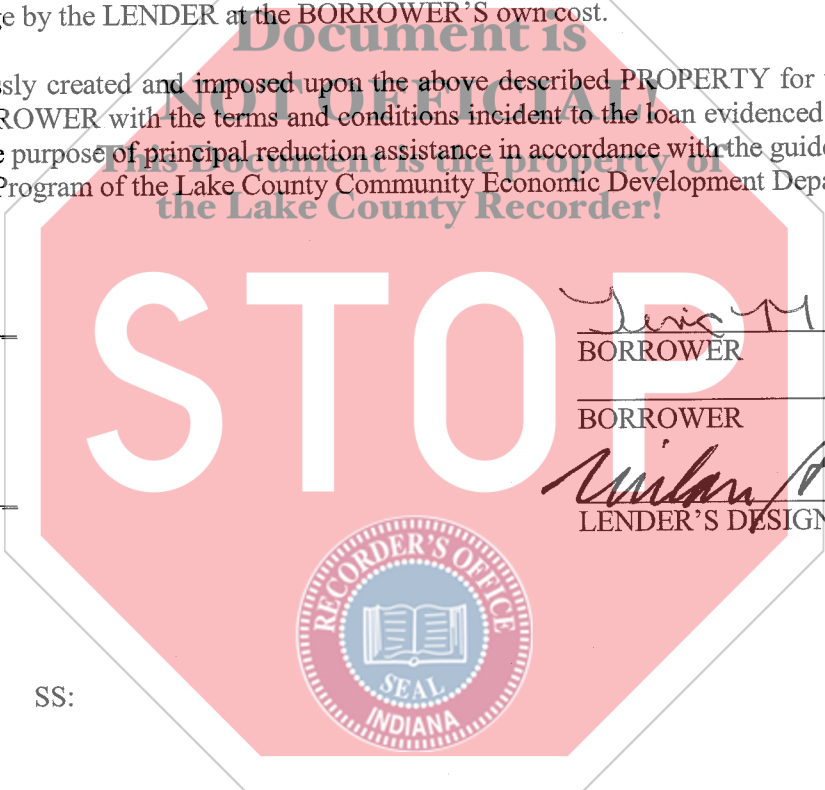 e by the LENDER at the BORROWER'S own cost.
Document is
ssly created and imposed upon the above described PROPERTY for
NOT OFFICIAL!
ROWER with the terms and conditions incident to the loan evidenced
e purpose of principal reduction assistance in accordance with the guide
This Document is the property of
Program of the Lake County Community Economic Development Depa
the Lake County Recorder!
STOP
BORROWER
BORROWER
LENDER'S DESIGN
RECORDER'S OFFICE
SEAL
INDIANA
SS: